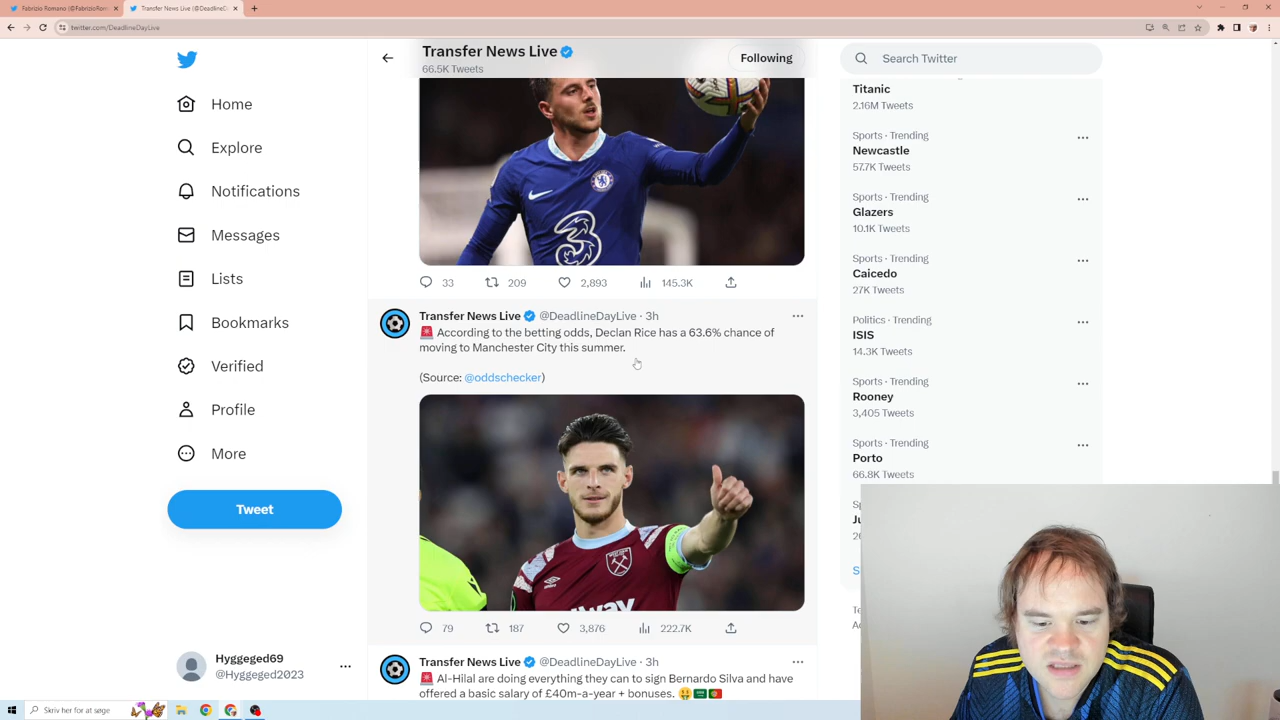 Fabrizio Romano (@FabrizioRom
Transfer News Live (@DeadlineD
twitter.com/DeadlineDayLive
Home
Explore
Notifications
Messages
Lists
Bookmarks
Verified
Profile
More
Tweet
Hyggeged69
@Hyggeged2023
Transfer News Live
66.5K Tweets
Following
3
33
209
2,893
145.3K
Transfer News Live @DeadlineDayLive · 3h
According to the betting odds, Declan Rice has a 63.6% chance of
moving to Manchester City this summer.
(Source: @oddschecker)
79
187
3,876
222.7K
Transfer News Live @DeadlineDayLive · 3h
Al-Hilal are doing everything they can to sign Bernardo Silva and have
offered a basic salary of £40m-a-year + bonuses.
Search Twitter
Titanic
2.16M Tweets
Sports · Trending
Newcastle
57.7K Tweets
Sports · Trending
Glazers
10.1K Tweets
Sports · Trending
Caicedo
27K Tweets
Politics · Trending
ISIS
14.3K Tweets
Sports · Trending
Rooney
3,405 Tweets
Sports · Trending
Porto
66.8K Tweets
Skriv her for at søge